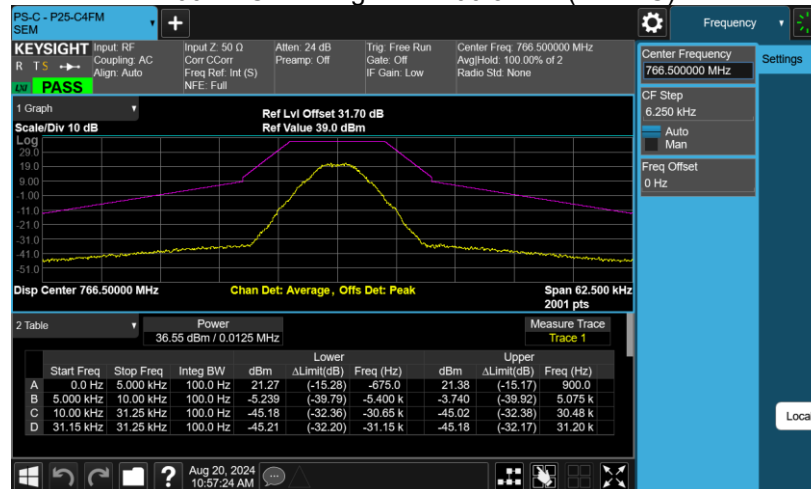 PS-C - P25-C4FM
SEM
Frequency
KEYSIGHT
R T S
LXI
PASS
Input: RF
Coupling: AC
Align: Auto
Input Z: 50 Ω
Corr CCorr
Freq Ref: Int (S)
NFE: Full
Atten: 24 dB
Preamp: Off
Trig: Free Run
Gate: Off
IF Gain: Low
Center Freq: 766.500000 MHz
Avg|Hold: 100.00% of 2
Radio Std: None
Center Frequency
766.500000 MHz
Settings
CF Step
6.250 kHz
Auto
Man
Freq Offset
0 Hz
Local
1 Graph
Scale/Div 10 dB
Ref Lvl Offset 31.70 dB
Ref Value 39.0 dBm
Log
29.0
19.0
9.00
-1.00
-11.0
-21.0
-31.0
-41.0
-51.0
Disp Center 766.50000 MHz
Chan Det: Average, Offs Det: Peak
Span 62.500 kHz
2001 pts
2 Table
Power
36.55 dBm / 0.0125 MHz
Measure Trace
Trace 1
Lower Upper
Start Freq Stop Freq Integ BW dBm ΔLimit(dB) Freq (Hz) dBm ΔLimit(dB) Freq (Hz)
A 0.0 Hz 5.000 kHz 100.0 Hz 21.27 (-15.28) -675.0 21.38 (-15.17) 900.0
B 5.000 kHz 10.00 kHz 100.0 Hz -5.239 (-39.79) -5.400 k -3.740 (-39.92) 5.075 k
C 10.00 kHz 31.25 kHz 100.0 Hz -45.18 (-32.36) -30.65 k -45.02 (-32.38) 30.48 k
D 31.15 kHz 31.25 kHz 100.0 Hz -45.21 (-32.20) -31.15 k -45.18 (-32.17) 31.20 k
?
Aug 20, 2024
10:57:24 AM